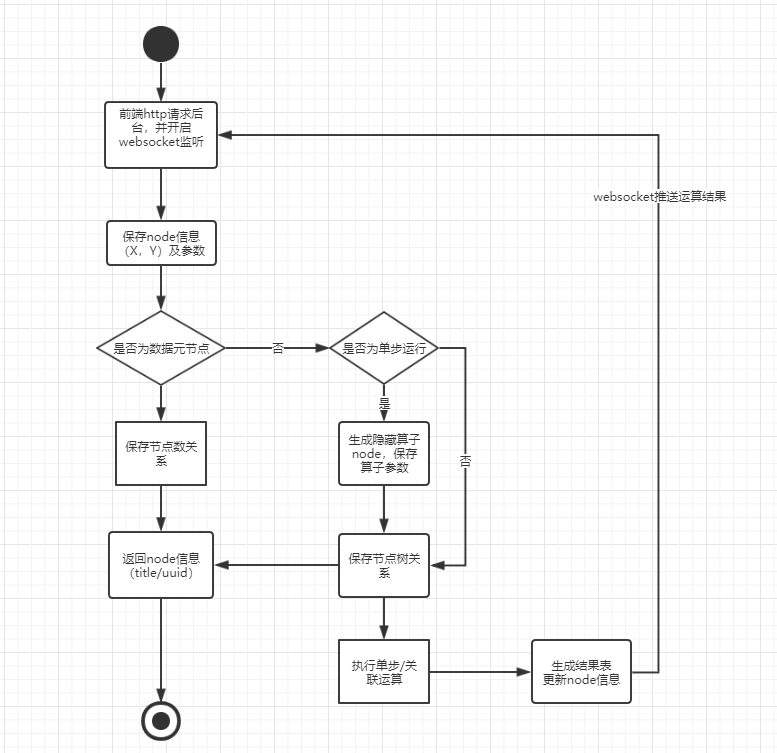 前端http请求后
台，并开启
websocket监听
websocket推送运算结果
保存node信息
（X，Y）及参数
是否为数据元节点
否
是否为单步运行
是
否
保存节点数关
系
生成隐藏算子
node，保存
算子参数
返回node信息
（title/uuid）
保存节点树关
系
执行单步/关
联运算
生成结果表
更新node信息